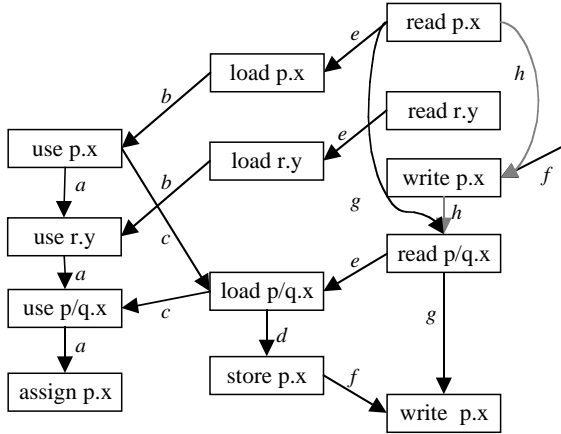 read p.x
e
load p.x
h
b
read r.y
e
use p.x
load r.y
write p.x
f
a
b
g
h
use r.y
c
read p/q.x
a
e
load p/q.x
use p/q.x
c
g
a
d
assign p.x
store p.x
f
write p.x